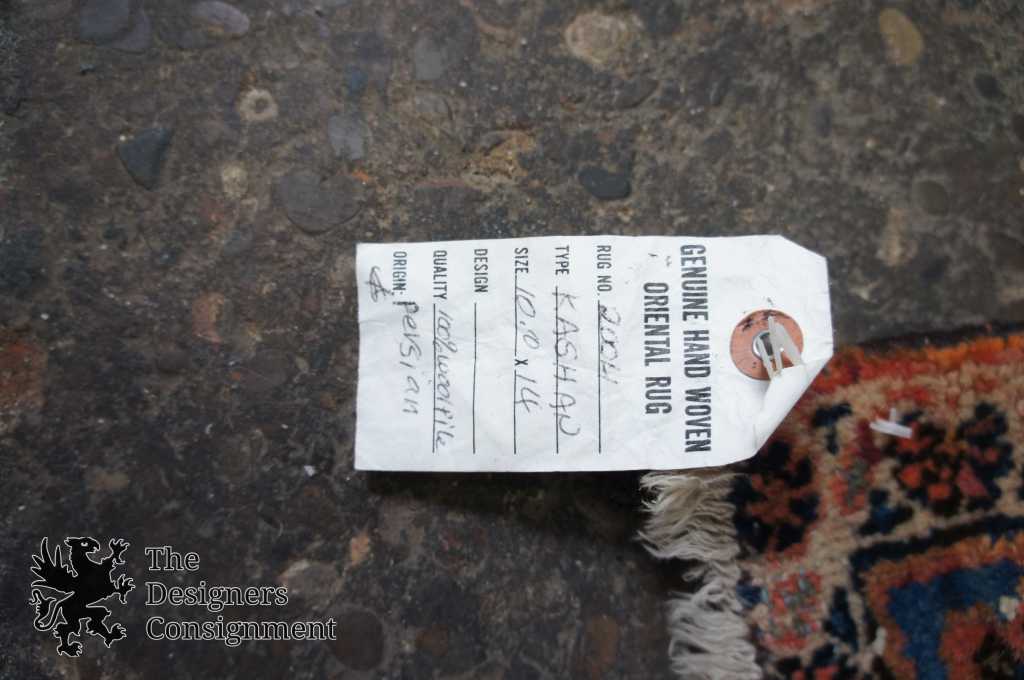 GENUINE HAND WOVEN
ORIENTAL RUG
RUG NO. 2004
TYPE KASHAN
SIZE 10.0 x 14
DESIGN
QUALITY 100% wool pile
ORIGIN: Persian
The
Designers
Consignment